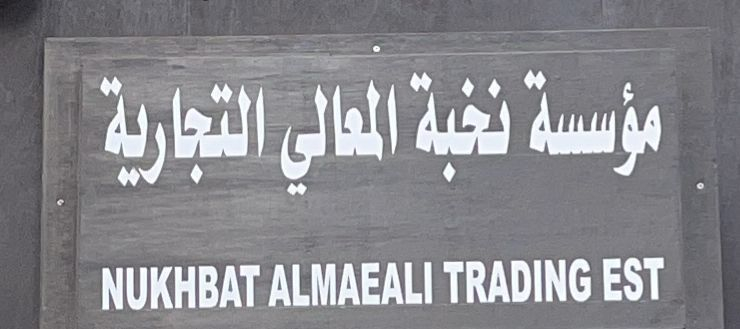 مؤسسة نخبة المعالي التجارية
NUKHBAT ALMAEALI TRADING EST